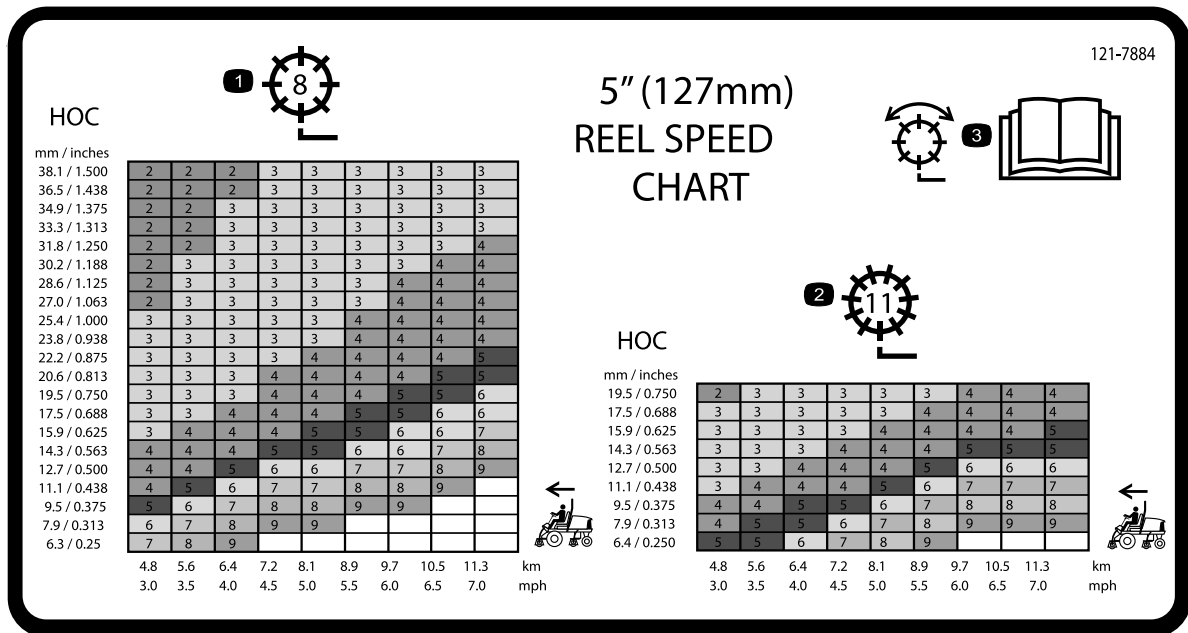 121-7884
5" (127mm)
REEL SPEED
CHART
1
8
HOC
mm / inches
38.1 / 1.500 2 2 2 3 3 3 3 3 3
36.5 / 1.438 2 2 2 3 3 3 3 3 3
34.9 / 1.375 2 2 3 3 3 3 3 3 3
33.3 / 1.313 2 2 3 3 3 3 3 3 3
31.8 / 1.250 2 2 3 3 3 3 3 3 4
30.2 / 1.188 2 3 3 3 3 3 3 4 4
28.6 / 1.125 2 3 3 3 3 3 4 4 4
27.0 / 1.063 2 3 3 3 3 3 4 4 4
25.4 / 1.000 3 3 3 3 3 4 4 4 4
23.8 / 0.938 3 3 3 3 3 4 4 4 4
22.2 / 0.875 3 3 3 3 4 4 4 4 5
20.6 / 0.813 3 3 3 4 4 4 4 5 5
19.5 / 0.750 3 3 3 4 4 4 5 5 6
17.5 / 0.688 3 3 4 4 4 5 5 6 6
15.9 / 0.625 3 4 4 4 5 5 6 6 7
14.3 / 0.563 4 4 4 5 5 6 6 7 8
12.7 / 0.500 4 4 5 6 6 7 7 8 9
11.1 / 0.438 4 5 6 7 7 8 8 9
9.5 / 0.375 5 6 7 8 8 9 9
7.9 / 0.313 6 7 8 9 9
6.3 / 0.25 7 8 9
4.8 5.6 6.4 7.2 8.1 8.9 9.7 10.5 11.3 km
3.0 3.5 4.0 4.5 5.0 5.5 6.0 6.5 7.0 mph
3
2
11
HOC
mm / inches
19.5 / 0.750 2 3 3 3 3 3 4 4 4
17.5 / 0.688 3 3 3 3 3 4 4 4 4
15.9 / 0.625 3 3 3 3 4 4 4 4 5
14.3 / 0.563 3 3 3 4 4 4 5 5 5
12.7 / 0.500 3 3 4 4 4 5 6 6 6
11.1 / 0.438 3 4 4 4 5 6 7 7 7
9.5 / 0.375 4 4 5 5 6 7 8 8 8
7.9 / 0.313 4 5 5 6 7 8 9 9 9
6.4 / 0.250 5 5 6 7 8 9
4.8 5.6 6.4 7.2 8.1 8.9 9.7 10.5 11.3 km
3.0 3.5 4.0 4.5 5.0 5.5 6.0 6.5 7.0 mph